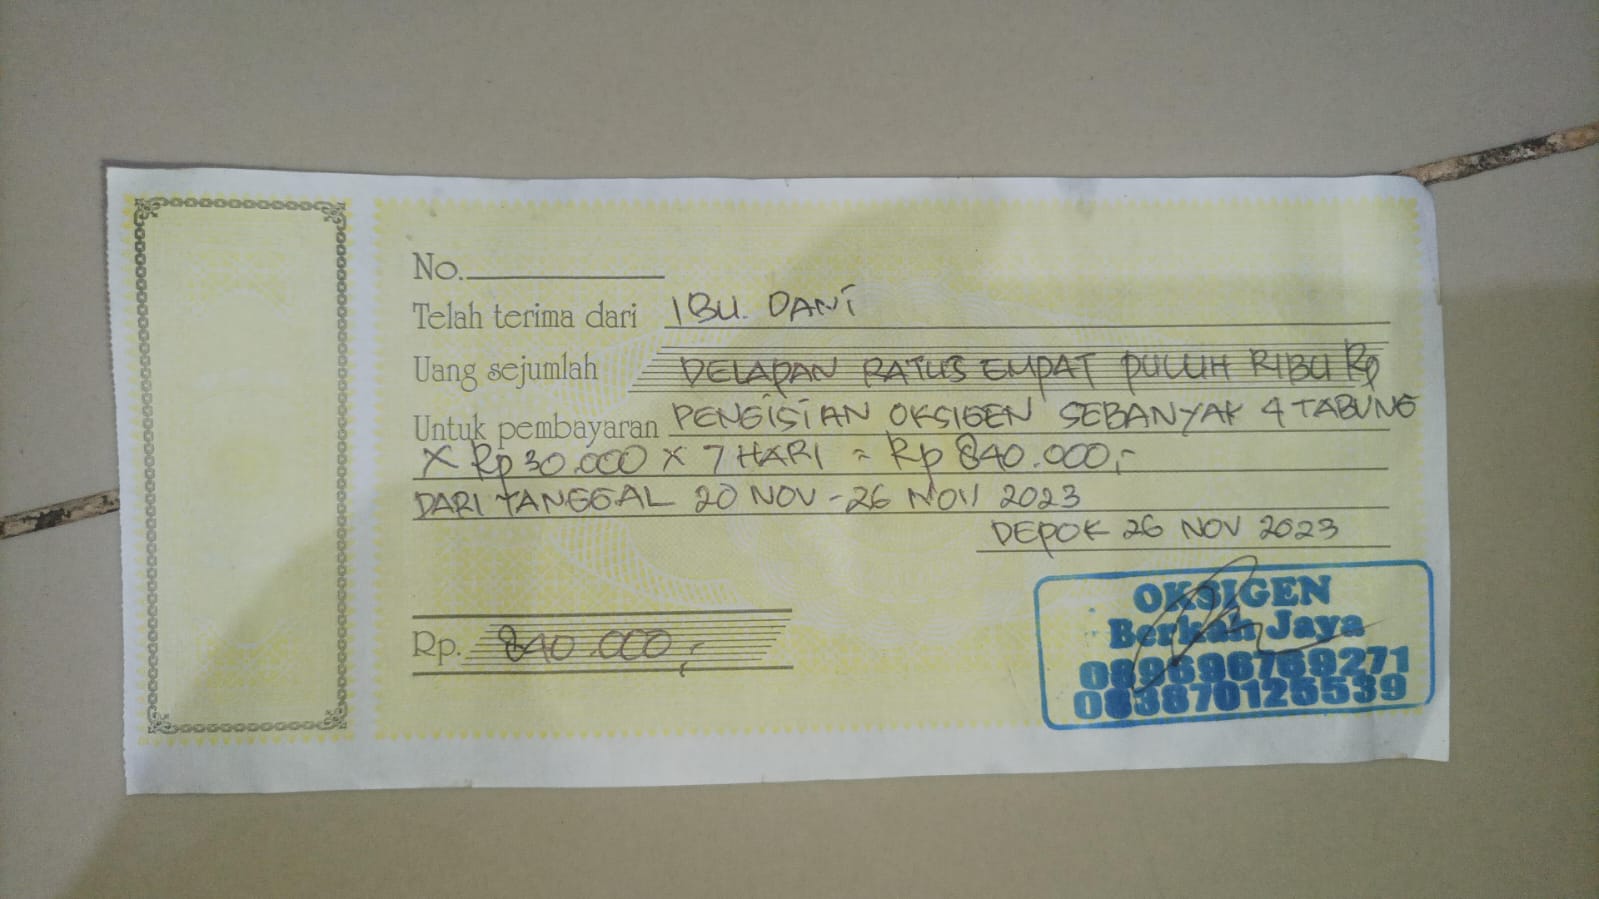 No.
Telah terima dari IBU. DANI
Uang sejumlah DELAPAN RATUS EMPAT PULUH RIBU Rp
Untuk pembayaran PENGISIAN OKSIGEN SEBANYAK 4 TABUNG
X Rp 30.000 X 7 HARI = Rp 840.000,-
DARI TANGGAL 20 NOV - 26 NOV 2023
DEPOK 26 NOV 2023
Rp. 840.000,-
OKSIGEN
Berkah Jaya
089696769271
083870126539